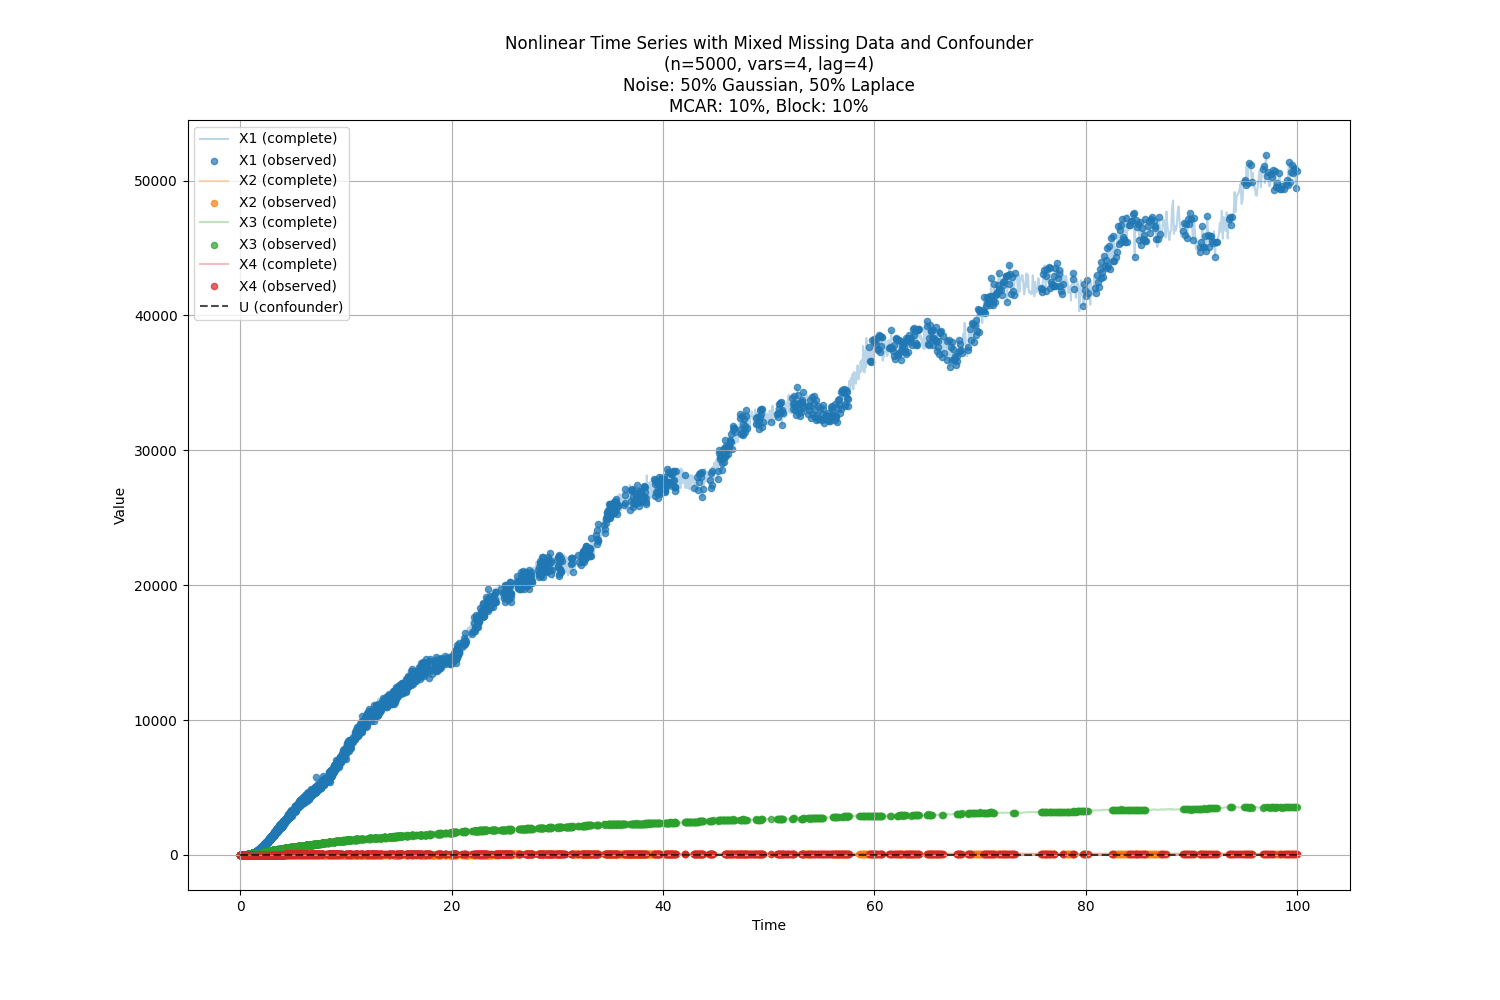 Nonlinear Time Series with Mixed Missing Data and Confounder
(n=5000, vars=4, lag=4)
Noise: 50% Gaussian, 50% Laplace
MCAR: 10%, Block: 10%
X1 (complete)
X1 (observed)
X2 (complete)
X2 (observed)
X3 (complete)
X3 (observed)
X4 (complete)
X4 (observed)
U (confounder)
50000
40000
30000
20000
10000
0
Value
0 20 40 60 80 100
Time